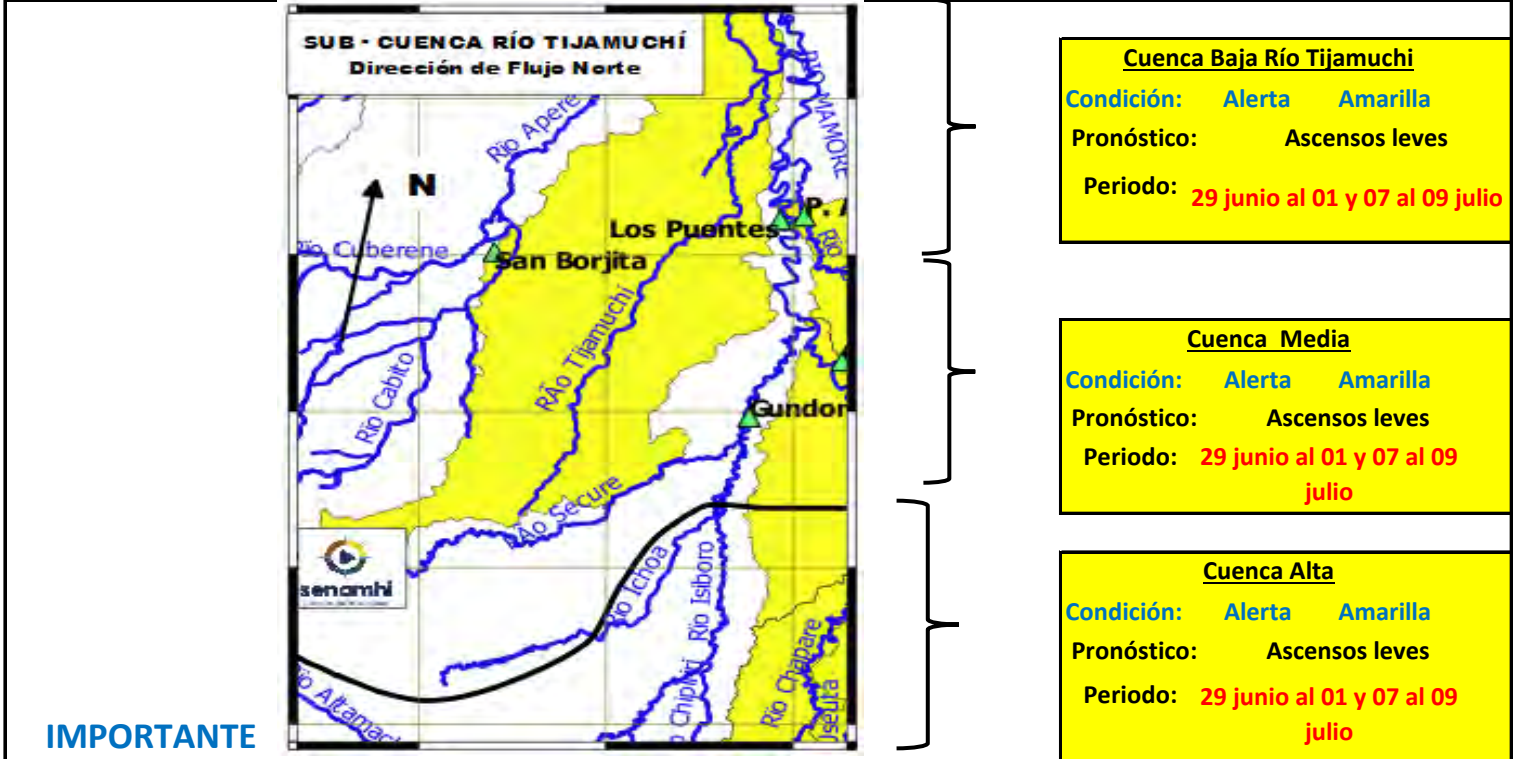 SUB - CUENCA RÍO TIJAMUCHÍ
Dirección de Flujo Norte
Río Apere
RIO MAMORE
N
P. A
Los Puentes
Río
Río Cuberene
San Borjita
RÃo Tijamuchi
Río Cabito
Gundor
RÃo Secure
senamhi
Río Ichoa
Río Isiboro
Río Chapare
Río Altamac
o Chipiriri
IMPORTANTE
Cuenca Baja Río Tijamuchi
Condición: Alerta Amarilla
Pronóstico: Ascensos leves
Periodo: 29 junio al 01 y 07 al 09 julio
Cuenca Media
Condición: Alerta Amarilla
Pronóstico: Ascensos leves
Periodo: 29 junio al 01 y 07 al 09
julio
Cuenca Alta
Condición: Alerta Amarilla
Pronóstico: Ascensos leves
Periodo: 29 junio al 01 y 07 al 09
julio